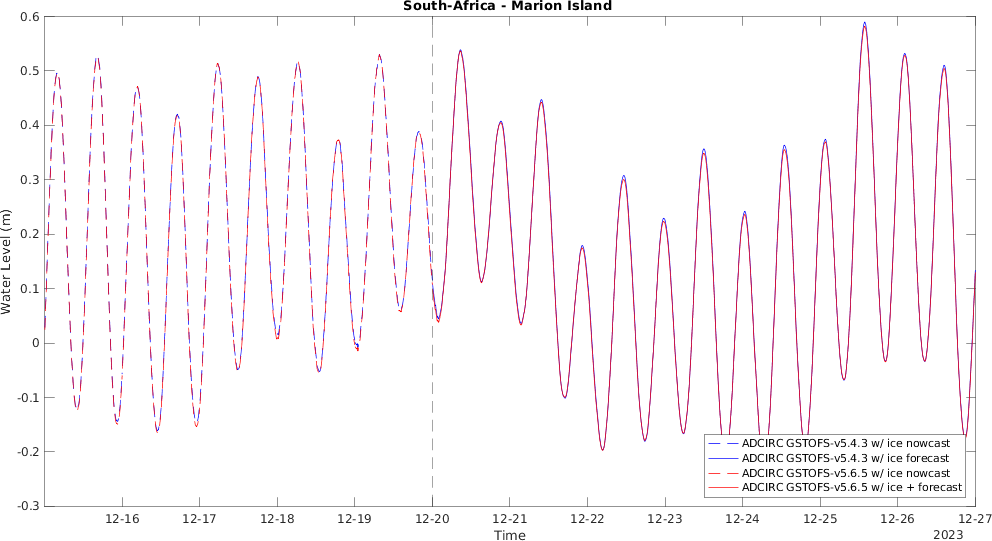 South-Africa - Marion Island
Water Level (m)
0.6
0.5
0.4
0.3
0.2
0.1
0
-0.1
-0.2
-0.3
ADCIRC GSTOFS-v5.4.3 w/ ice nowcast
ADCIRC GSTOFS-v5.4.3 w/ ice forecast
ADCIRC GSTOFS-v5.6.5 w/ ice nowcast
ADCIRC GSTOFS-v5.6.5 w/ ice + forecast
12-16 12-17 12-18 12-19 12-20 12-21 12-22 12-23 12-24 12-25 12-26 12-27
Time
2023